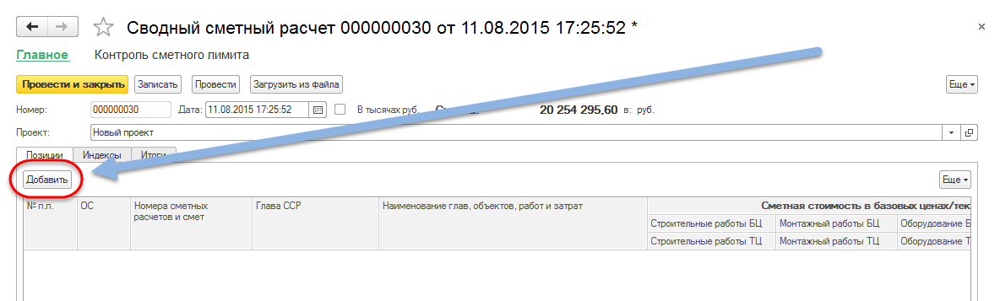 Сводный сметный расчет 000000030 от 11.08.2015 17:25:52 *
Главное Контроль сметного лимита
Провести и закрыть Записать Провести Загрузить из файла Еще
Номер: 000000030 Дата: 11.08.2015 17:25:52 В тысячах руб. 20 254 295,60 в: руб.
Проект: Новый проект
Позиции Индексы Итоги
Добавить Еще
№ п.п. ОС Номера сметных расчетов и смет Глава ССР Наименование глав, объектов, работ и затрат Сметная стоимость в базовых ценах/тек
Строительные работы БЦ Монтажный работы БЦ Оборудование Б
Строительные работы ТЦ Монтажный работы ТЦ Оборудование Т